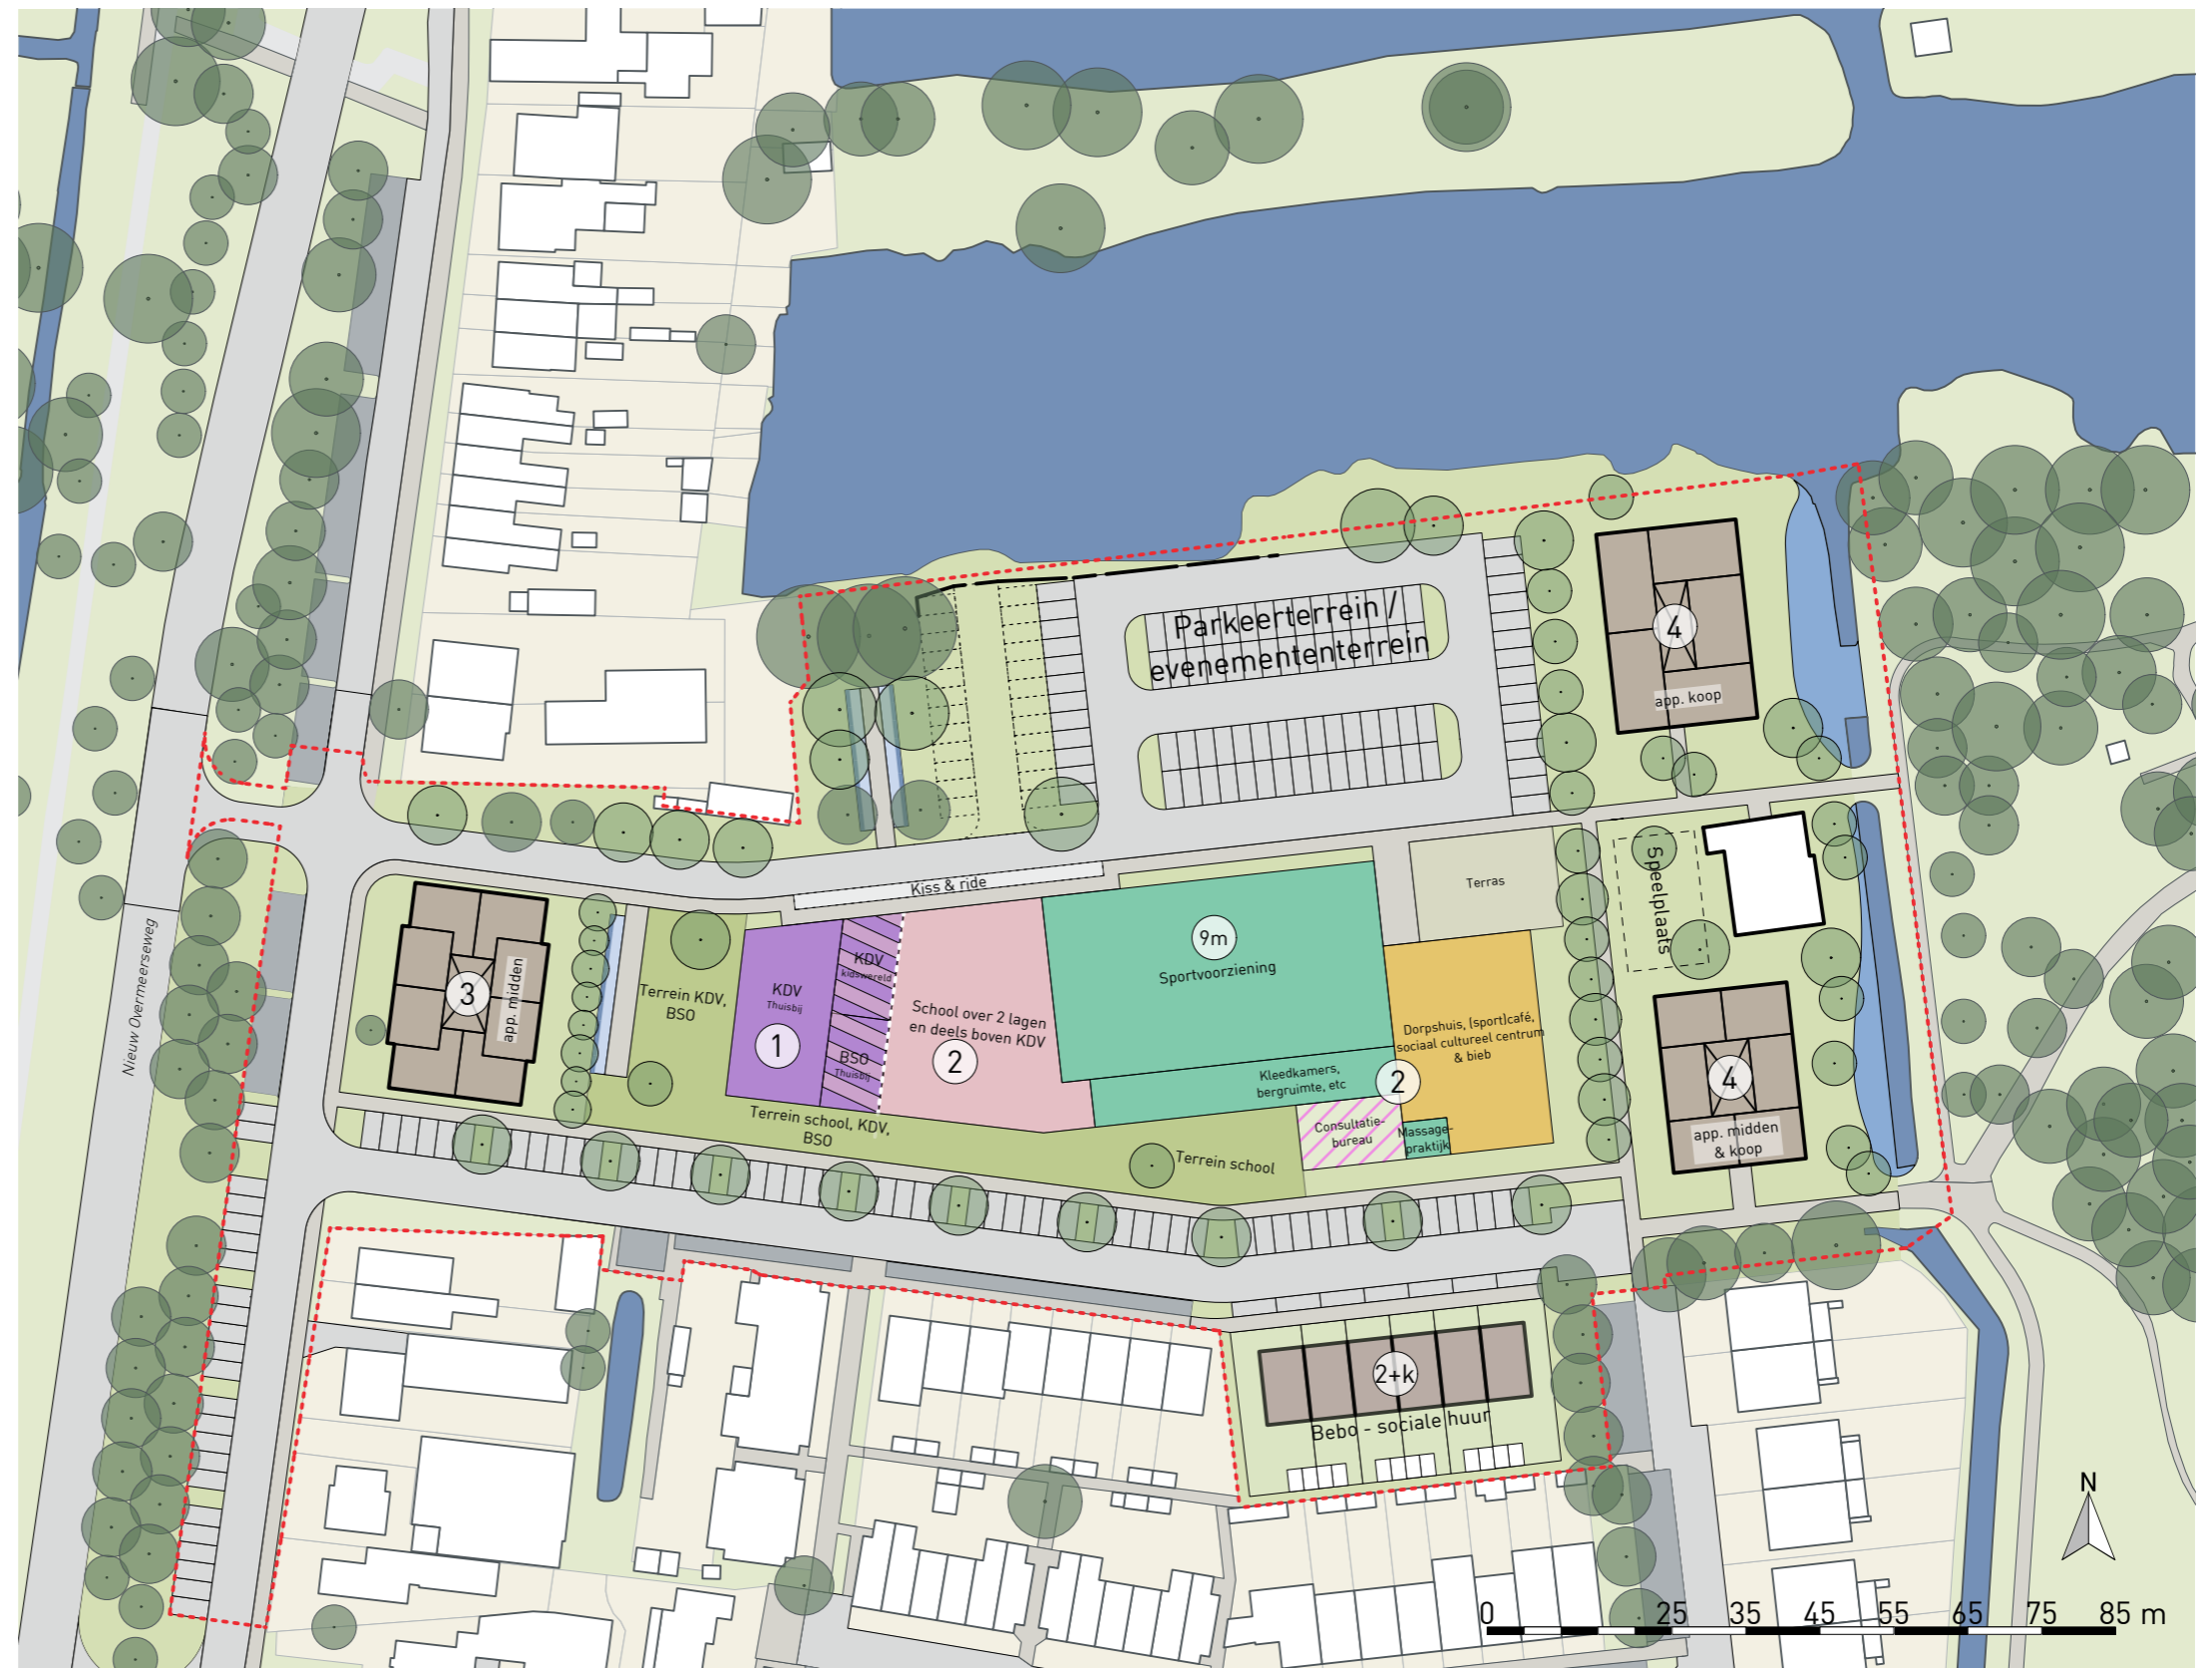 Parkeerterrein /
evenemententerrein
4
app. koop
Kiss & ride
Terras
Speelplaats
Nieuw Overmeerseweg
3
app. midden
Terrein KDV,
BSO
KDV
Thuisbij
1
KDV
kidswereld
BSO
Thuisbij
School over 2 lagen
en deels boven KDV
2
9m
Sportvoorziening
Kleedkamers,
bergruimte, etc
Dorpshuis, (sport)café,
sociaal cultureel centrum
& bieb
2
Consultatie-
bureau
Massage-
praktijk
4
app. midden
& koop
Terrein school, KDV,
BSO
Terrein school
2+k
Bebo - sociale huur
N
0 25 35 45 55 65 75 85 m